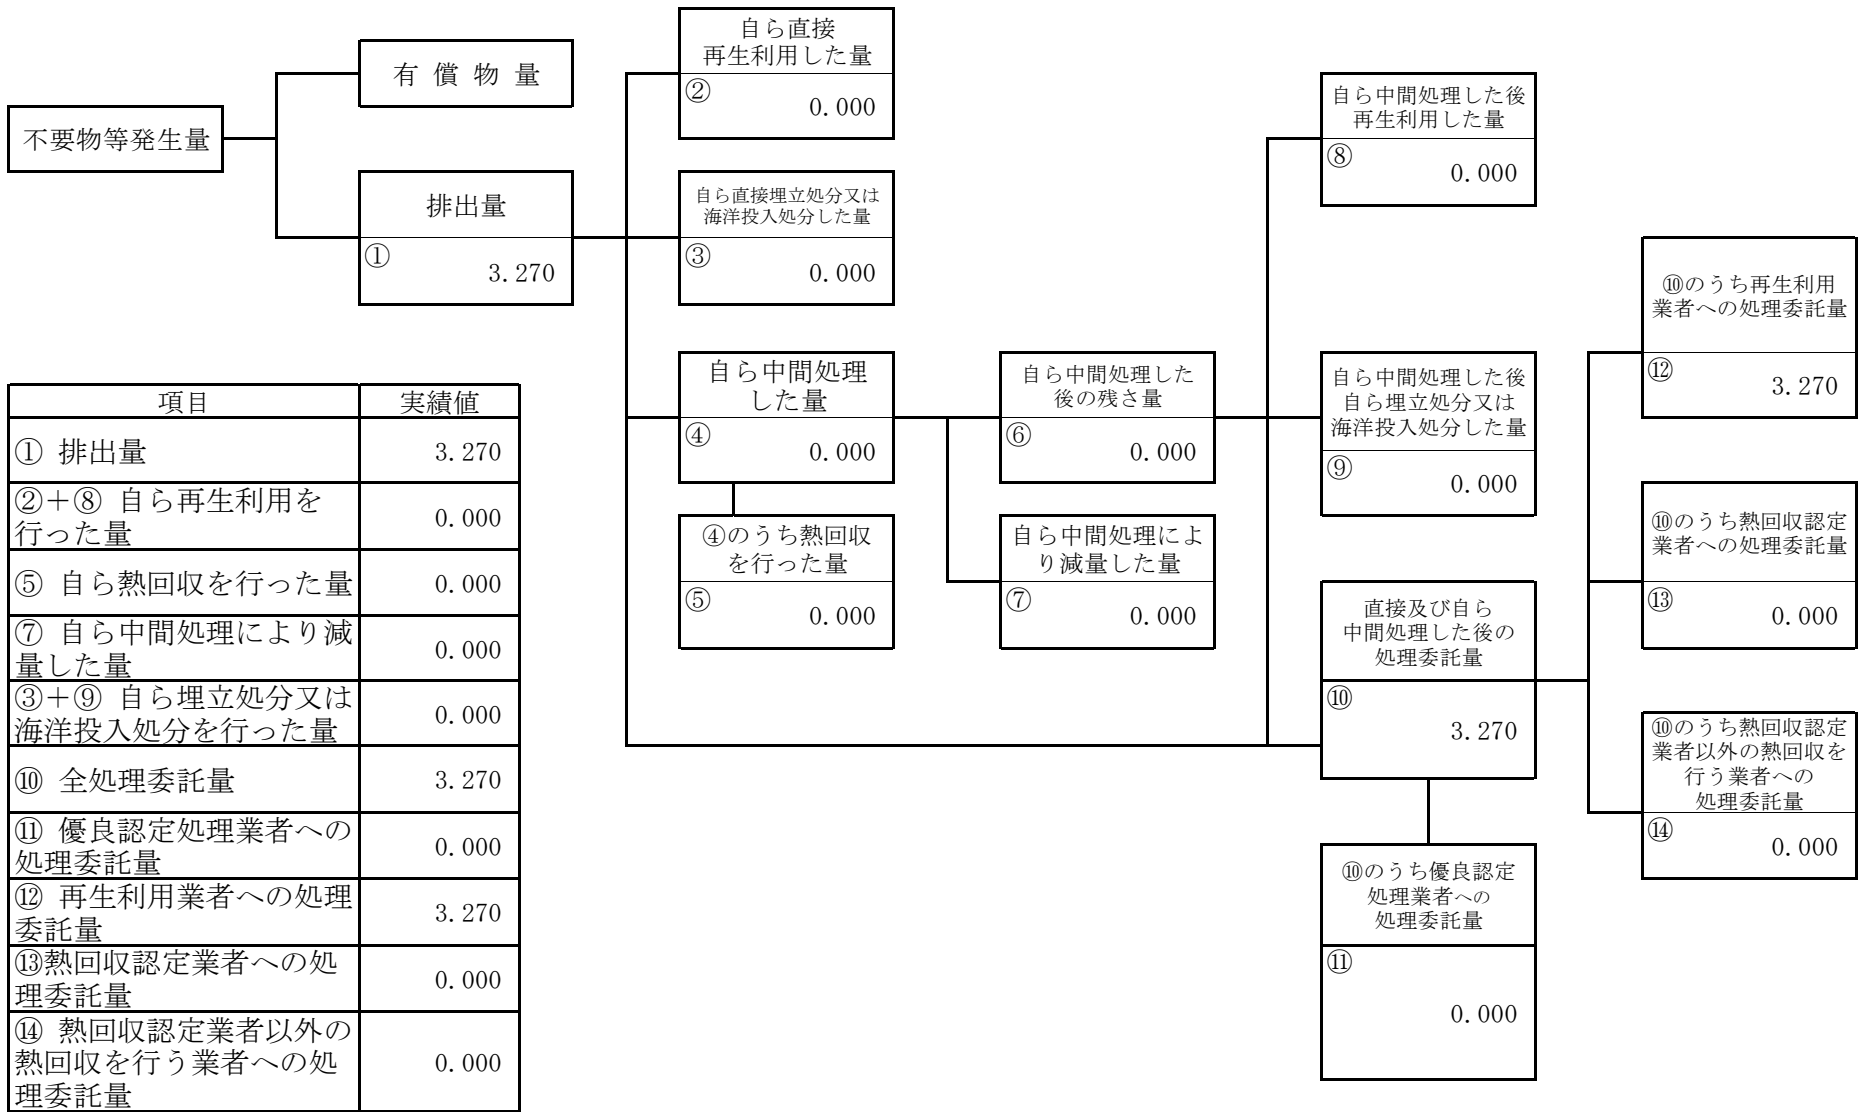 不要物等発生量
有 償 物 量
排出量
①
3.270
自ら直接
再生利用した量
②
0.000
自ら直接埋立処分又は
海洋投入処分した量
③
0.000
自ら中間処理
した量
④
0.000
④のうち熱回収
を行った量
⑤
0.000
自ら中間処理した
後の残さ量
⑥
0.000
自ら中間処理によ
り減量した量
⑦
0.000
自ら中間処理した後
再生利用した量
⑧
0.000
自ら中間処理した後
自ら埋立処分又は
海洋投入処分した量
⑨
0.000
直接及び自ら
中間処理した後の
処理委託量
⑩
3.270
⑩のうち優良認定
処理業者への
処理委託量
⑪
0.000
⑩のうち再生利用
業者への処理委託量
⑫
3.270
⑩のうち熱回収認定
業者への処理委託量
⑬
0.000
⑩のうち熱回収認定
業者以外の熱回収を
行う業者への
処理委託量
⑭
0.000
項目 実績値
① 排出量 3.270
②＋⑧ 自ら再生利用を
行った量 0.000
⑤ 自ら熱回収を行った量 0.000
⑦ 自ら中間処理により減
量した量 0.000
③＋⑨ 自ら埋立処分又は
海洋投入処分を行った量 0.000
⑩ 全処理委託量 3.270
⑪ 優良認定処理業者への
処理委託量 0.000
⑫ 再生利用業者への処理
委託量 3.270
⑬熱回収認定業者への処
理委託量 0.000
⑭ 熱回収認定業者以外の
熱回収を行う業者への処
理委託量 0.000